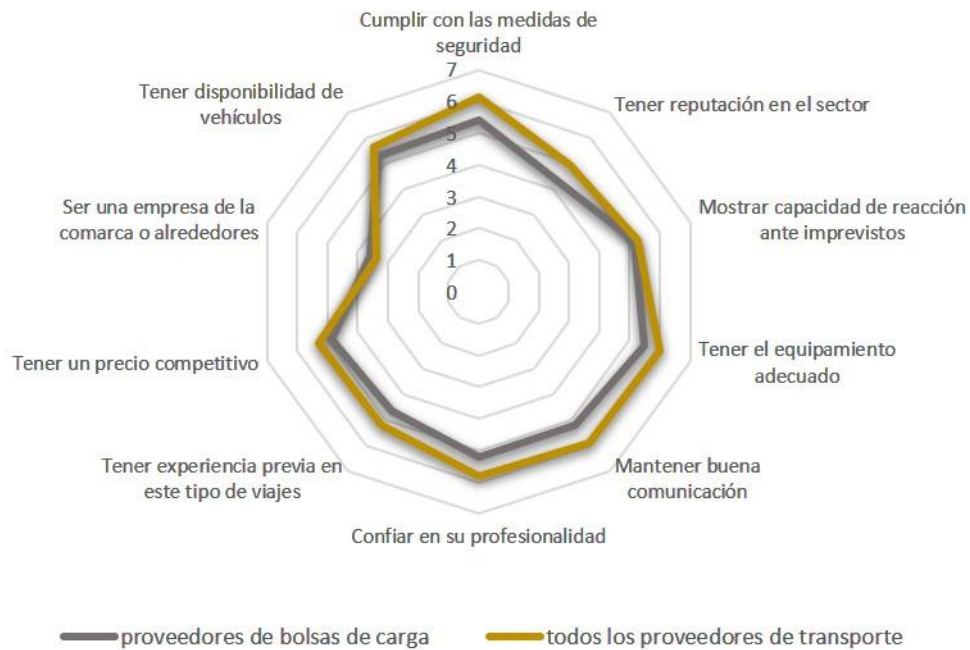 Cumplir con las medidas de
seguridad
Tener reputación en el sector
Mostrar capacidad de reacción
ante imprevistos
Tener el equipamiento
adecuado
Mantener buena
comunicación
Confiar en su profesionalidad
Tener experiencia previa en
este tipo de viajes
Tener un precio competitivo
Ser una empresa de la
comarca o alrededores
Tener disponibilidad de
vehículos
7
6
5
4
3
2
1
0
proveedores de bolsas de carga
todos los proveedores de transporte